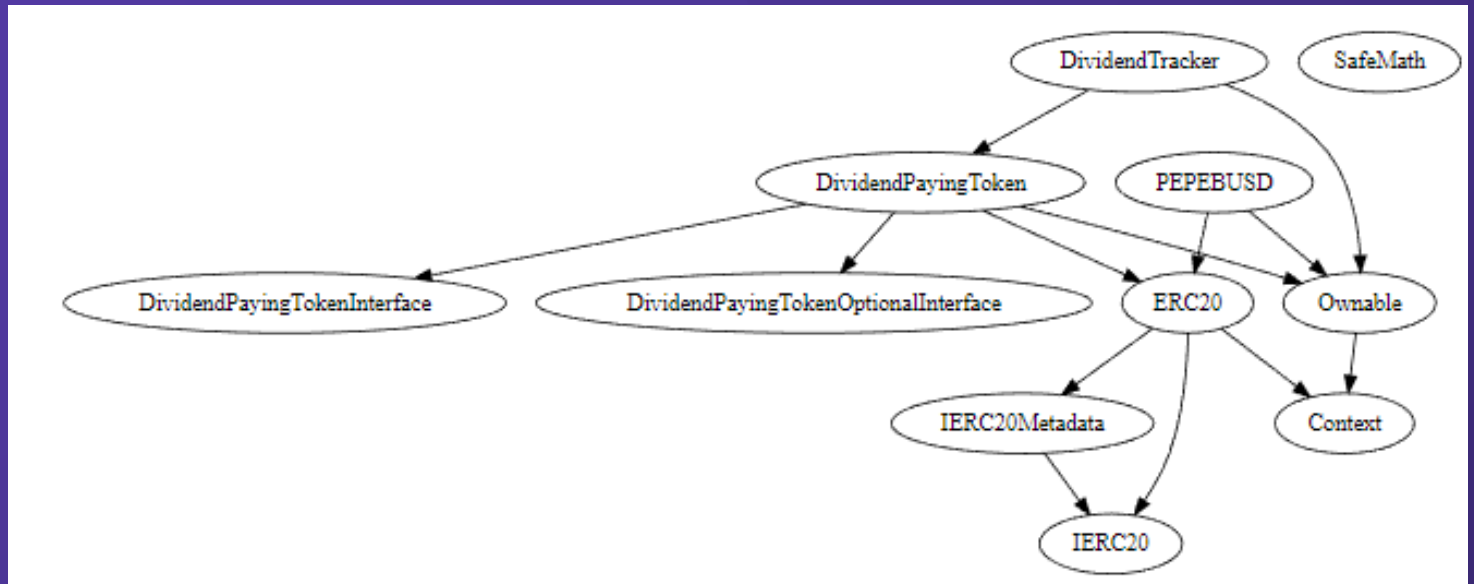 DividendTracker
SafeMath
DividendPayingToken
PEPEBUSD
DividendPayingTokenInterface
DividendPayingTokenOptionalInterface
ERC20
Ownable
IERC20Metadata
Context
IERC20